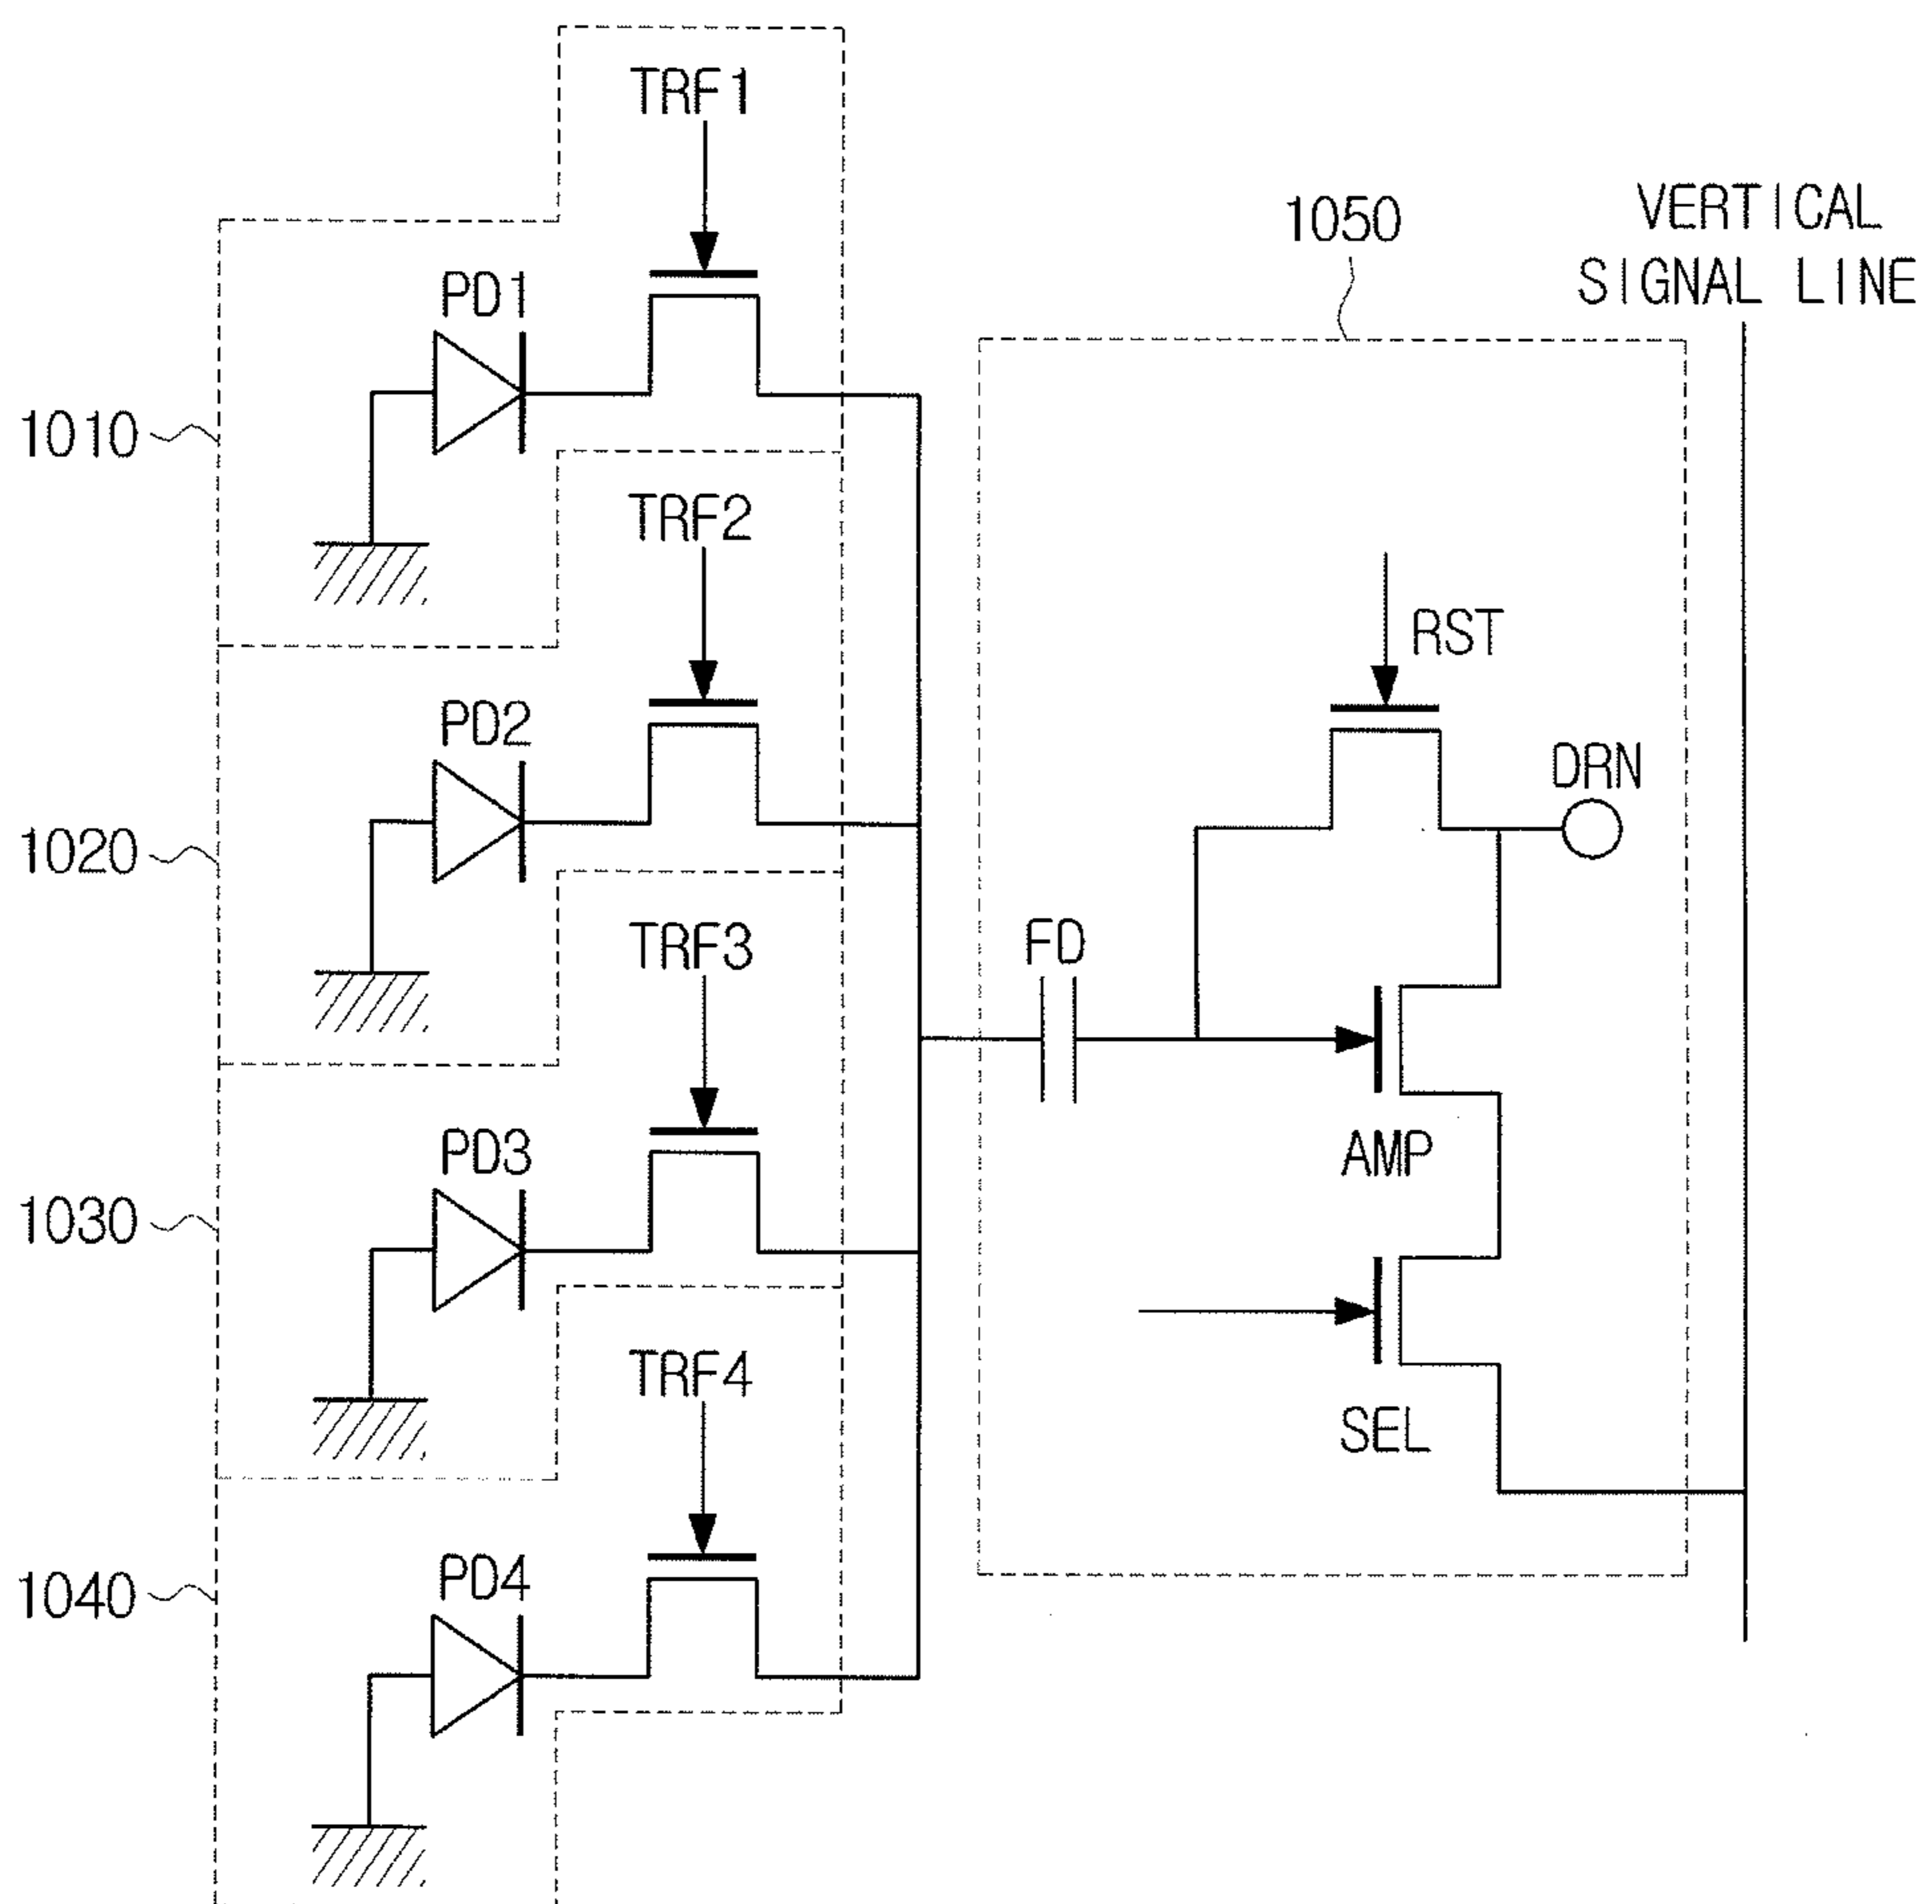 TRF1
VERTICAL
SIGNAL LINE
1050
PD1
1010
TRF2
RST
PD2
DRN
1020
FD
TRF3
AMP
PD3
1030
TRF4
SEL
PD4
1040